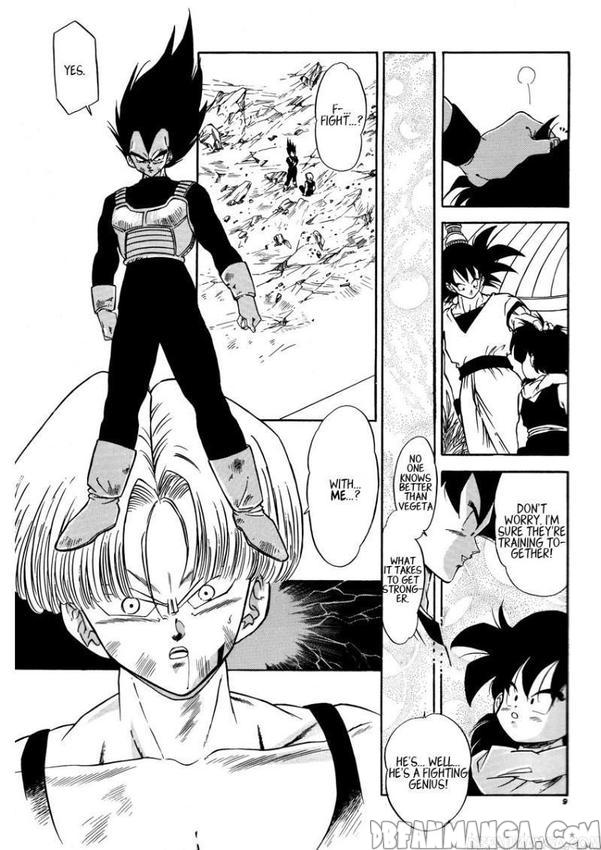 DON'T
WORRY. I'M
SURE THEY'RE
TRAINING TO-
GETHER!
NO
ONE
KNOWS
BETTER
THAN
VEGETA
WHAT
IT TAKES
TO GET
STRONG-
ER.
HE'S... WELL...
HE'S A FIGHTING
GENIUS!
F-
FIGHT...?
WITH...
ME...?
YES.
9
DBFANMANGA.COM